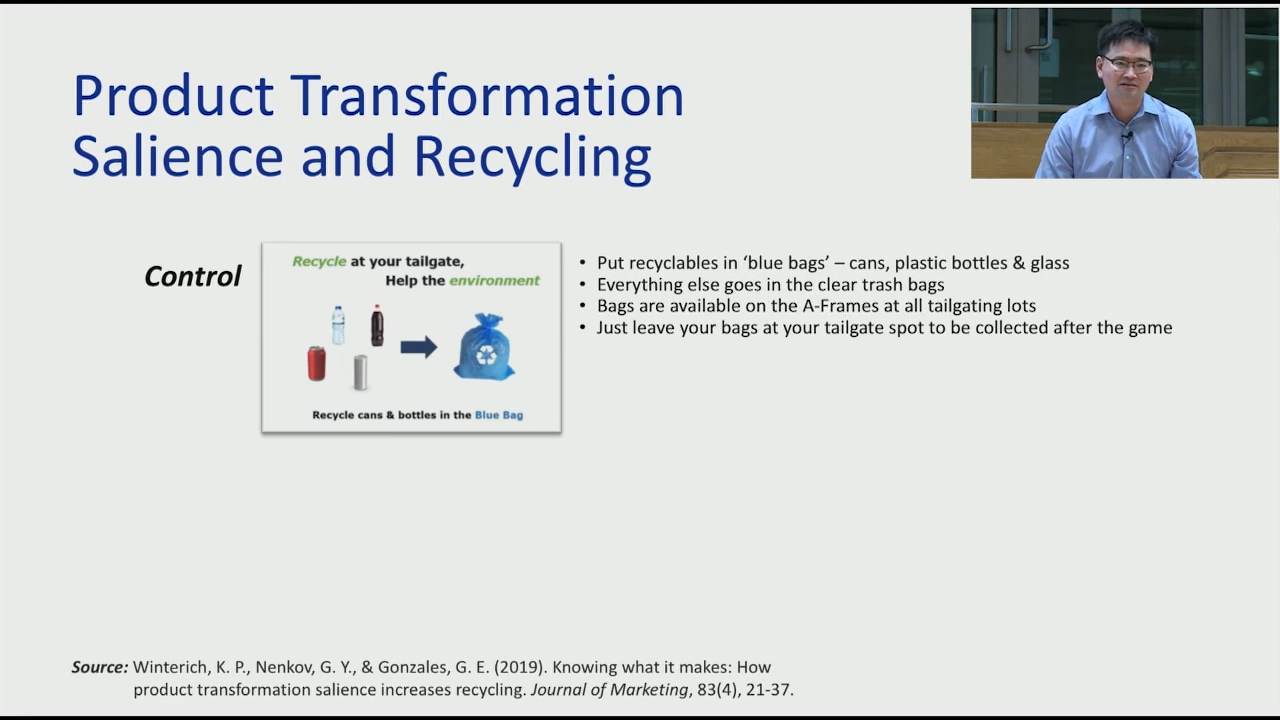 Product Transformation
Salience and Recycling
Control
Recycle at your tailgate,
Help the environment
Recycle cans & bottles in the Blue Bag
• Put recyclables in ‘blue bags’ – cans, plastic bottles & glass
• Everything else goes in the clear trash bags
• Bags are available on the A-Frames at all tailgating lots
• Just leave your bags at your tailgate spot to be collected after the game
Source: Winterich, K. P., Nenkov, G. Y., & Gonzales, G. E. (2019). Knowing what it makes: How
product transformation salience increases recycling. Journal of Marketing, 83(4), 21-37.